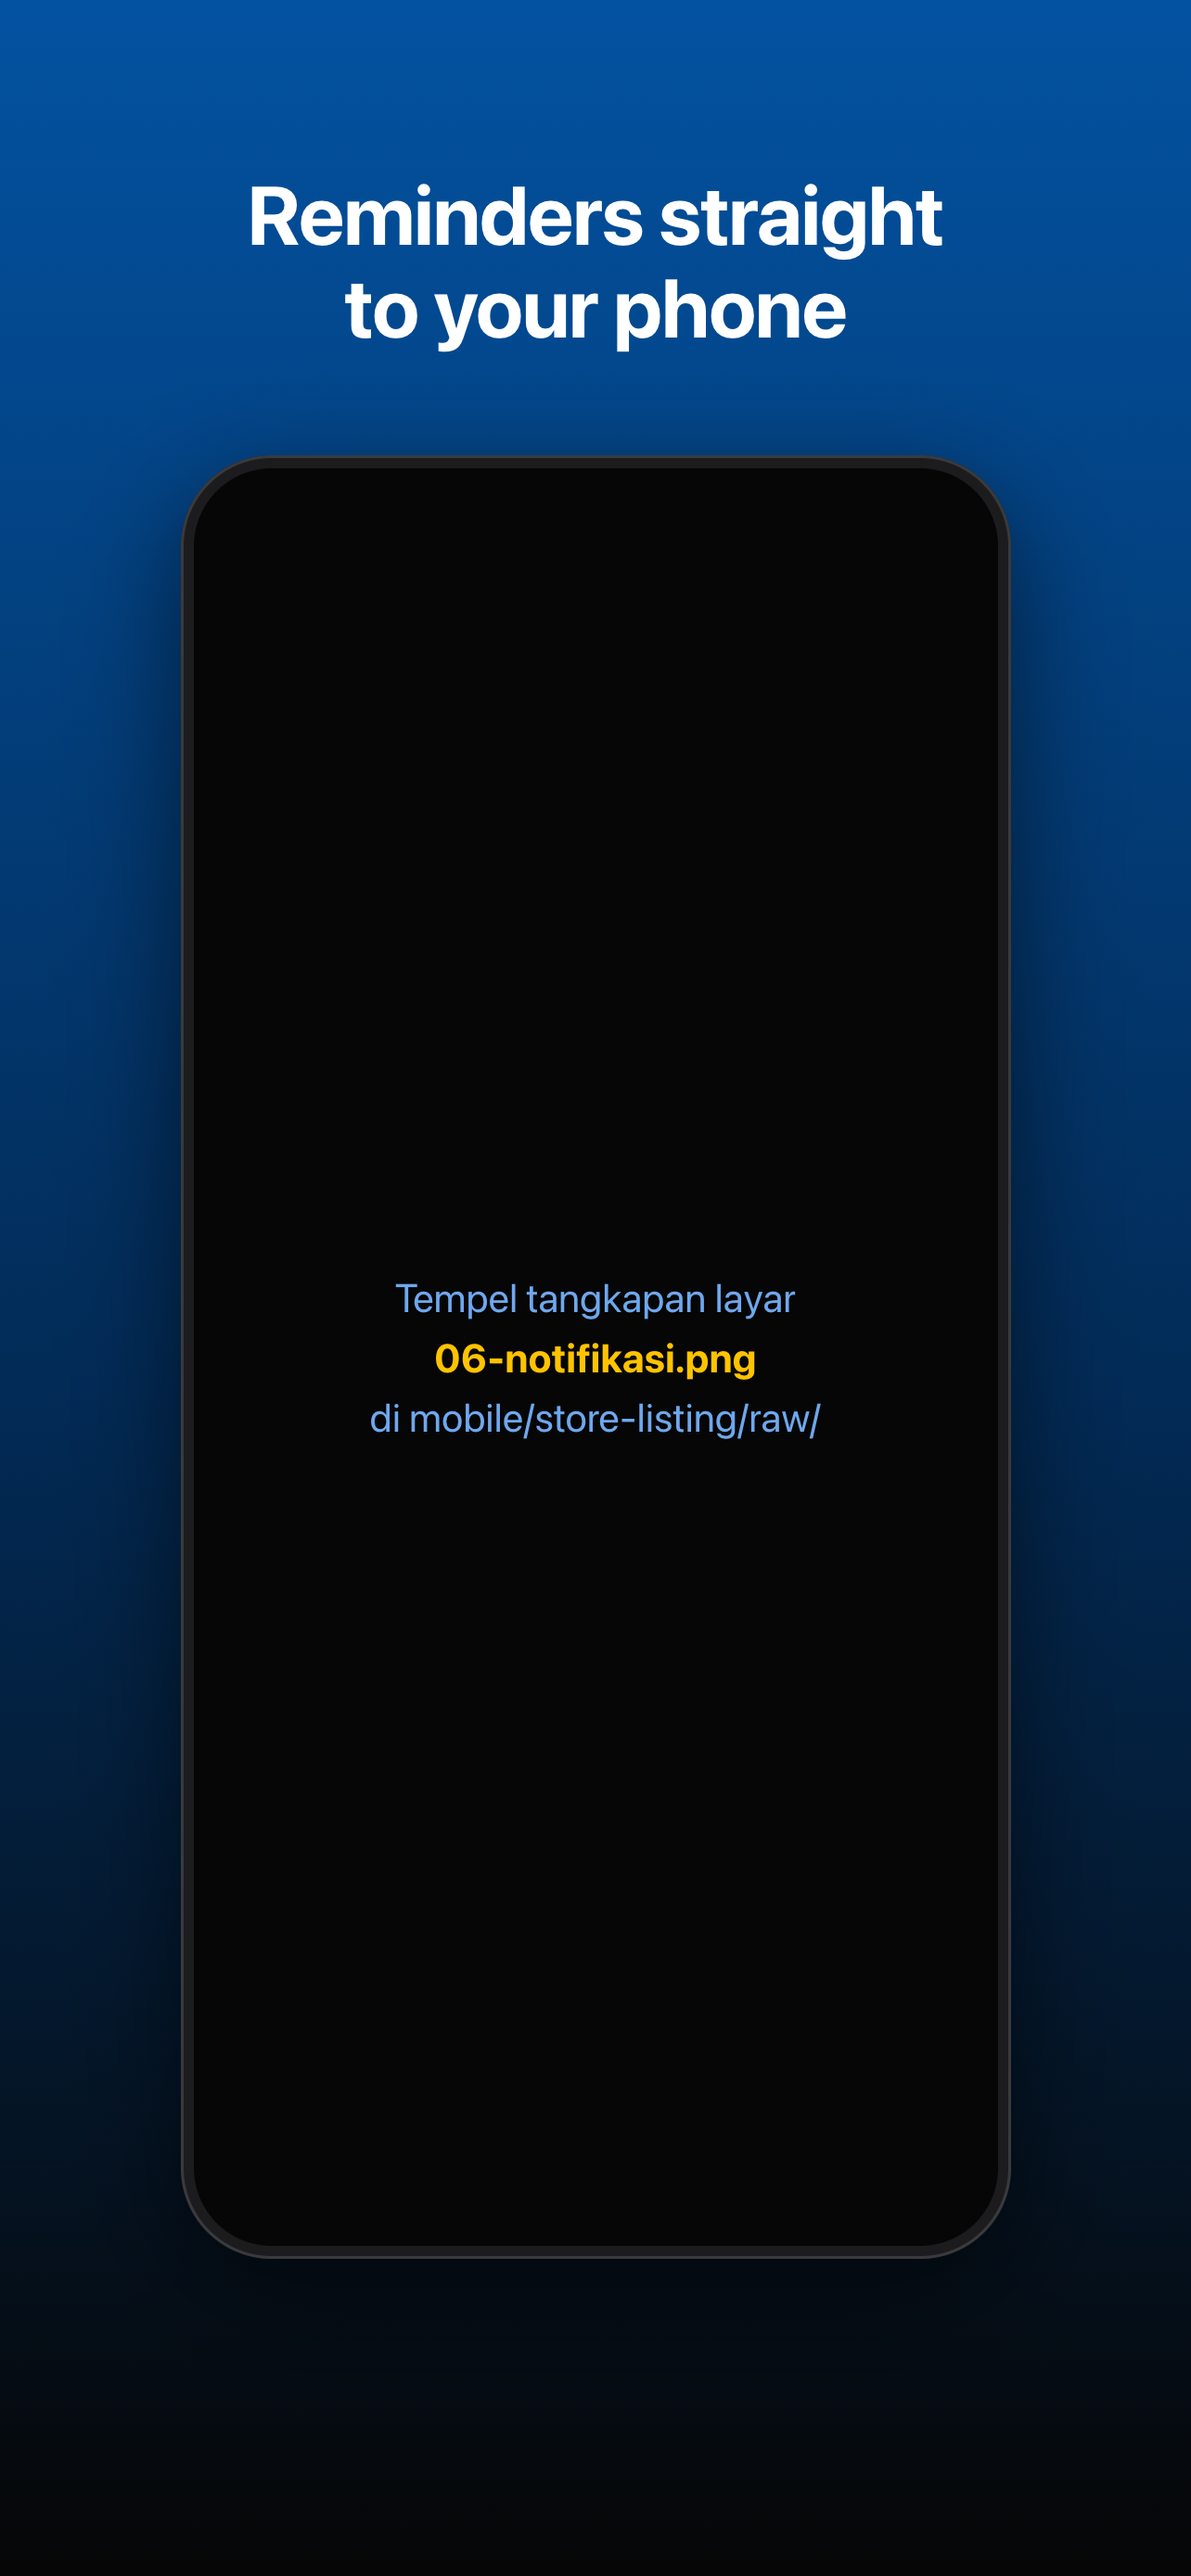 Reminders straight
to your phone
Tempel tangkapan layar
06-notifikasi.png
di mobile/store-listing/raw/